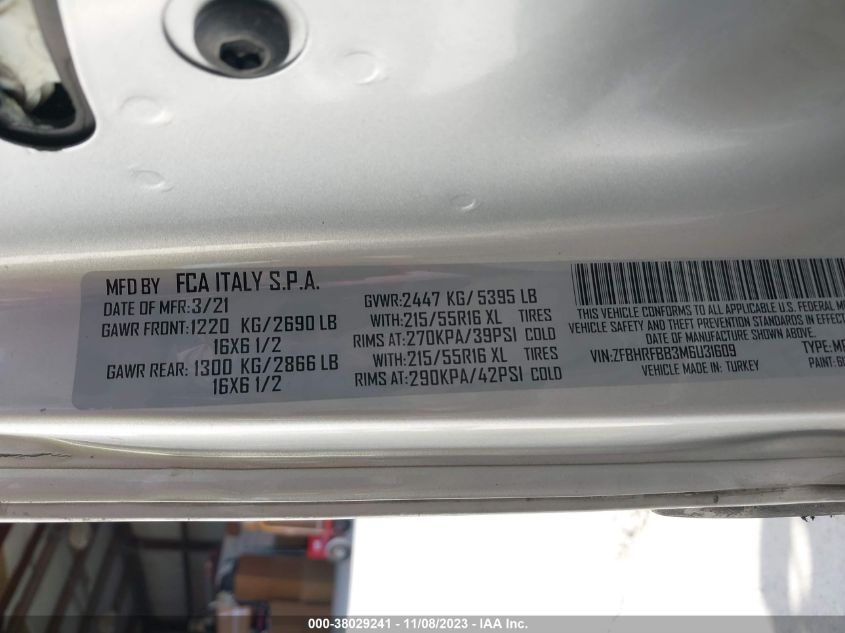 MFD BY FCA ITALY S.P.A.
DATE OF MFR:3/21
GAWR FRONT:1220 KG/2690 LB
16X6 1/2
GAWR REAR:1300 KG/2866 LB
16X6 1/2
GVWR:2447 KG/ 5395 LB
WITH:215/55R16 XL TIRES
RIMS AT:270KPA/39PSI COLD
WITH:215/55R16 XL TIRES
RIMS AT:290KPA/42PSI COLD
THIS VEHICLE CONFORMS TO ALL APPLICABLE U.S. FEDERAL
VEHICLE SAFETY AND THEFT PREVENTION STANDARDS IN EFFECT ON THE
DATE OF MANUFACTURE SHOWN ABOVE.
VIN:ZFBHRFBB3M6U31609 TYPE:
VEHICLE MADE IN: TURKEY PAINT:
000-38029241 - 11/08/2023 - IAA Inc.